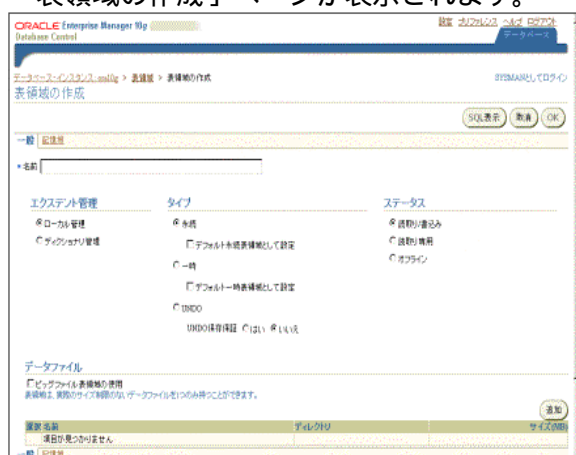 表領域の作成」ページが表示されます。
ORACLE Enterprise Manager 10g
Database Control
設定 プリファレンス ヘルプ ログアウト
データベース
データベース・インスタンス: > 表領域 > 表領域の作成
SYSMANとしてログイン
表領域の作成
SQL表示 取消 OK
一般 記憶域
*名前
エクステント管理 タイプ ステータス
ローカル管理 永続 読取り/書込み
ディクショナリ管理 デフォルト永続表領域として設定 読取り専用
一時 オフライン
デフォルト一時表領域として設定
UNDO
UNDO保存保証 はい いいえ
データファイル
ビッグファイル表領域の使用
表領域は、実際のサイズ制限のないデータファイルを1つのみ持つことができます。
追加
選択 名前 ディレクトリ サイズ(MB)
項目が見つかりません
一般 記憶域